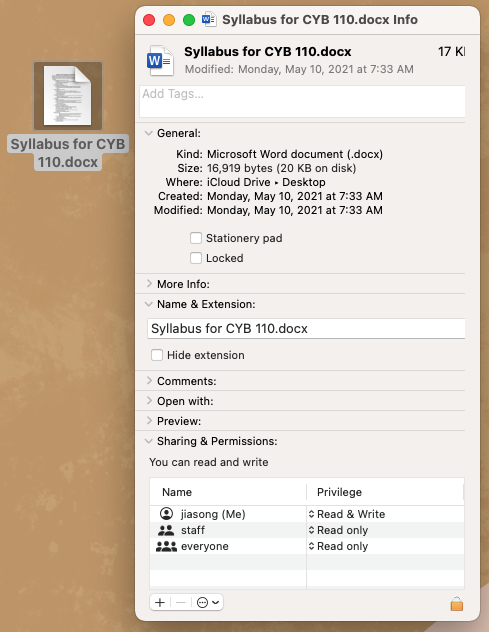 Syllabus for CYB 110.docx Info
Syllabus for CYB 110.docx 17 K
Modified: Monday, May 10, 2021 at 7:33 AM
Add Tags...
General:
Kind: Microsoft Word document (.docx)
Size: 16,919 bytes (20 KB on disk)
Where: iCloud Drive ▸ Desktop
Created: Monday, May 10, 2021 at 7:33 AM
Modified: Monday, May 10, 2021 at 7:33 AM
Stationery pad
Locked
More Info:
Name & Extension:
Syllabus for CYB 110.docx
Hide extension
Comments:
Open with:
Preview:
Sharing & Permissions:
You can read and write
Name Privilege
jiasong (Me) Read & Write
staff Read only
everyone Read only
Syllabus for CYB
110.docx